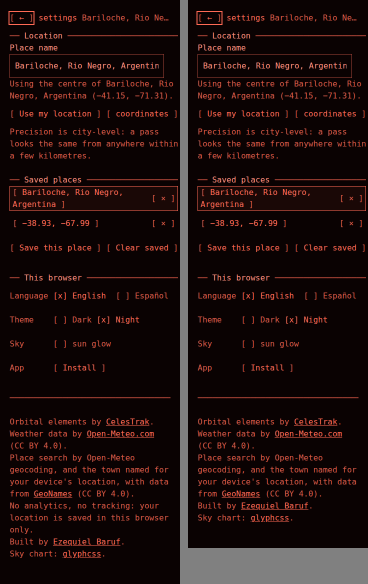 [ ← ] settings Bariloche, Rio Ne…
Location
Place name
Bariloche, Rio Negro, Argentin
Using the centre of Bariloche, Rio
Negro, Argentina (−41.15, −71.31).
[ Use my location ] [ coordinates ]
Precision is city-level: a pass
looks the same from anywhere within
a few kilometres.
Saved places
[ Bariloche, Rio Negro,
Argentina ] [ × ]
[ −38.93, −67.99 ] [ × ]
[ Save this place ] [ Clear saved ]
This browser
Language [x] English [ ] Español
Theme [ ] Dark [x] Night
Sky [ ] sun glow
App [ Install ]
Orbital elements by CelesTrak.
Weather data by Open-Meteo.com
(CC BY 4.0).
Place search by Open-Meteo
geocoding, and the town named for
your device's location, with data
from GeoNames (CC BY 4.0).
No analytics, no tracking: your
location is saved in this browser
only.
Built by Ezequiel Baruf.
Sky chart: glyphcss.
[ ← ] settings Bariloche, Rio Ne…
Location
Place name
Bariloche, Rio Negro, Argentin
Using the centre of Bariloche, Rio
Negro, Argentina (−41.15, −71.31).
[ Use my location ] [ coordinates ]
Precision is city-level: a pass
looks the same from anywhere within
a few kilometres.
Saved places
[ Bariloche, Rio Negro,
Argentina ] [ × ]
[ −38.93, −67.99 ] [ × ]
[ Save this place ] [ Clear saved ]
This browser
Language [x] English [ ] Español
Theme [ ] Dark [x] Night
Sky [ ] sun glow
App [ Install ]
Orbital elements by CelesTrak.
Weather data by Open-Meteo.com
(CC BY 4.0).
Place search by Open-Meteo
geocoding, and the town named for
your device's location, with data
from GeoNames (CC BY 4.0).
Built by Ezequiel Baruf.
Sky chart: glyphcss.